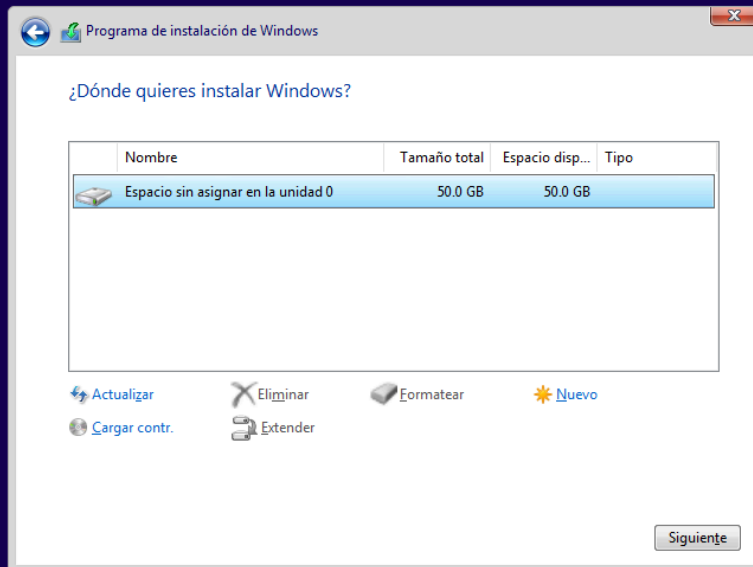 Programa de instalación de Windows
¿Dónde quieres instalar Windows?
Nombre Tamaño total Espacio disp... Tipo
Espacio sin asignar en la unidad 0 50.0 GB 50.0 GB
Actualizar Eliminar Formatear Nuevo
Cargar contr. Extender
Siguiente